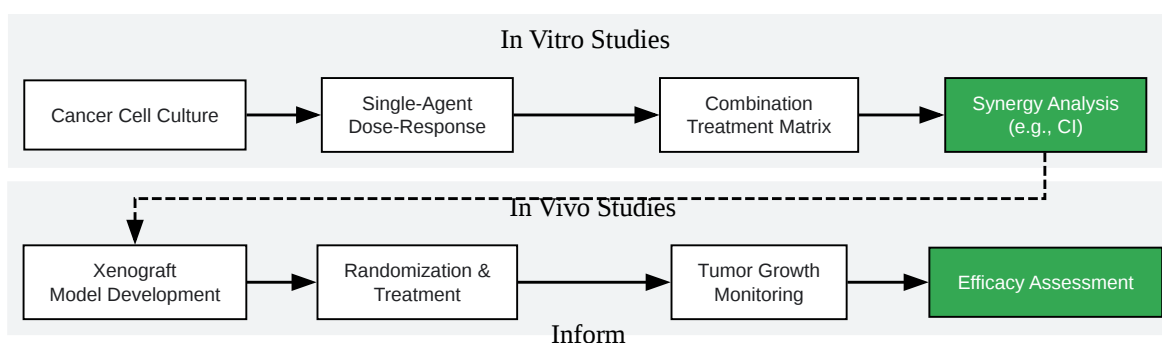 In Vitro Studies
Cancer Cell Culture
Single-Agent
Dose-Response
Combination
Treatment Matrix
Synergy Analysis
(e.g., CI)
In Vivo Studies
Xenograft
Model Development
Randomization &
Treatment
Tumor Growth
Monitoring
Efficacy Assessment
Inform